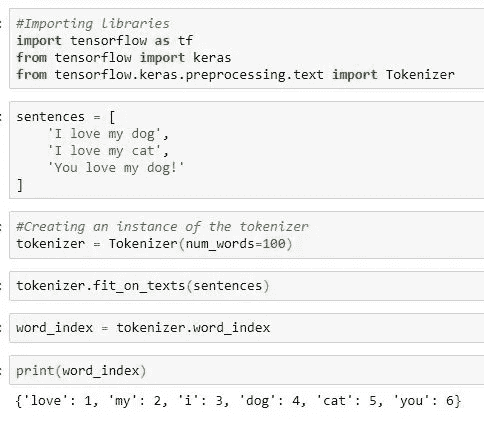 #Importing Libraries
import tensorflow as tf
from tensorflow import keras
from tensorflow.keras.preprocessing.text import Tokenizer
sentences = [
    'I love my dog',
    'I love my cat',
    'You love my dog!'
]
#Creating an instance of the tokenizer
tokenizer = Tokenizer(num_words=100)
tokenizer.fit_on_texts(sentences)
word_index = tokenizer.word_index
print(word_index)
{'love': 1, 'my': 2, 'i': 3, 'dog': 4, 'cat': 5, 'you': 6}